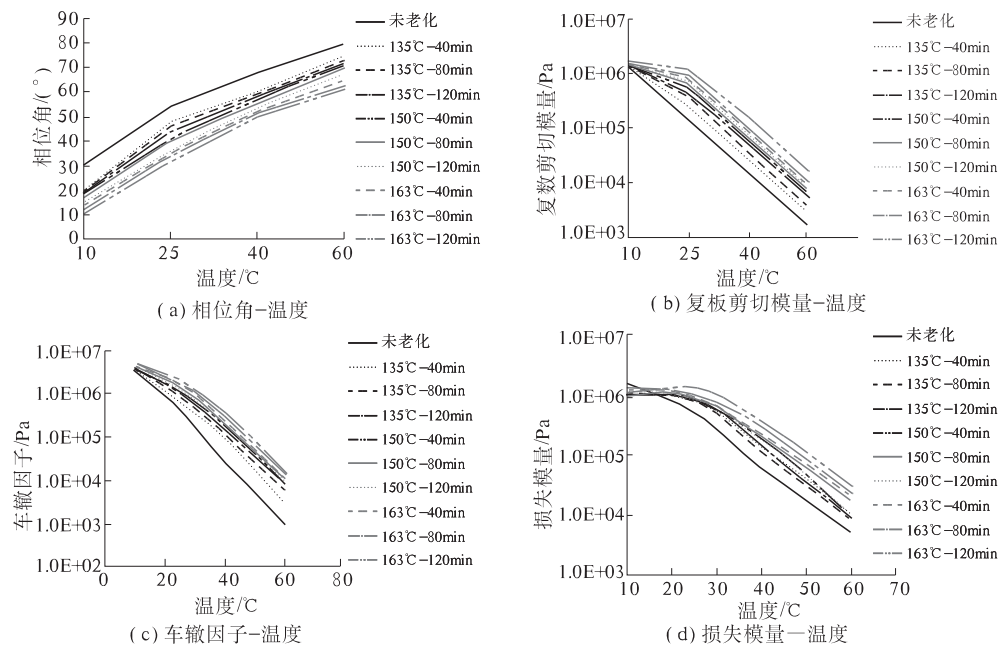 90
80
70
60
50
40
30
20
10
0
相位角/(°)
10
25
40
60
温度/℃
(a)相位角-温度
未老化
135℃-40min
135℃-80min
135℃-120min
150℃-40min
150℃-80min
150℃-120min
163℃-40min
163℃-80min
163℃-120min
1.0E+07
1.0E+06
1.0E+05
1.0E+04
1.0E+03
复数剪切模量/Pa
10
25
40
60
温度/℃
(b)复板剪切模量-温度
未老化
135℃-40min
135℃-80min
135℃-120min
150℃-40min
150℃-80min
150℃-120min
163℃-40min
163℃-80min
163℃-120min
1.0E+07
1.0E+06
1.0E+05
1.0E+04
1.0E+03
1.0E+02
车辙因子/Pa
0
20
40
60
80
温度/℃
(c)车辙因子-温度
未老化
135℃-40min
135℃-80min
135℃-120min
150℃-40min
150℃-80min
150℃-120min
163℃-40min
163℃-80min
163℃-120min
1.0E+07
1.0E+06
1.0E+05
1.0E+04
1.0E+03
损失模量/Pa
10
20
30
40
50
60
70
温度/℃
(d)损失模量—温度
未老化
135℃-40min
135℃-80min
135℃-120min
150℃-40min
150℃-80min
150℃-120min
163℃-40min
163℃-80min
163℃-120min